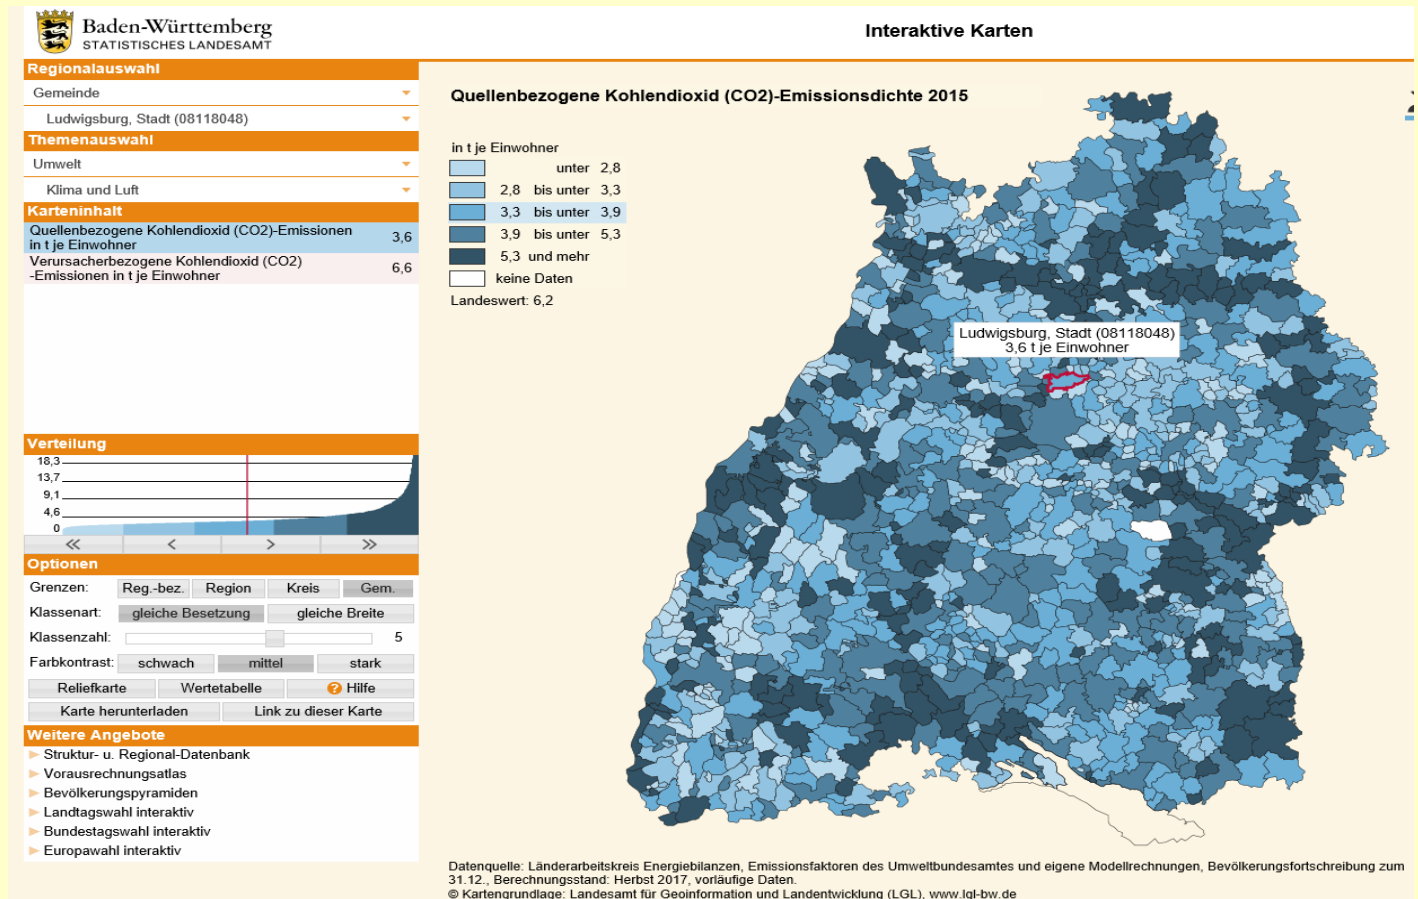 Baden-Württemberg
STATISTISCHES LANDESAMT
Interaktive Karten
Regionalauswahl
Gemeinde
Ludwigsburg, Stadt (08118048)
Themenauswahl
Umwelt
Klima und Luft
Karteninhalt
Quellenbezogene Kohlendioxid (CO2)-Emissionen
in t je Einwohner 3,6
Verursacherbezogene Kohlendioxid (CO2)
-Emissionen in t je Einwohner 6,6
Verteilung
18,3
13,7
9,1
4,6
0
Optionen
Grenzen: Reg.-bez. Region Kreis Gem.
Klassenart: gleiche Besetzung gleiche Breite
Klassenzahl: 5
Farbkontrast: schwach mittel stark
Reliefkarte Wertetabelle ? Hilfe
Karte herunterladen Link zu dieser Karte
Weitere Angebote
Struktur- u. Regional-Datenbank
Vorausrechnungsatlas
Bevölkerungspyramiden
Landtagswahl interaktiv
Bundestagswahl interaktiv
Europawahl interaktiv
Quellenbezogene Kohlendioxid (CO2)-Emissionsdichte 2015
in t je Einwohner
unter 2,8
2,8 bis unter 3,3
3,3 bis unter 3,9
3,9 bis unter 5,3
5,3 und mehr
keine Daten
Landeswert: 6,2
Ludwigsburg, Stadt (08118048)
3,6 t je Einwohner
Datenquelle: Länderarbeitskreis Energiebilanzen, Emissionsfaktoren des Umweltbundesamtes und eigene Modellrechnungen, Bevölkerungsfortschreibung zum
31.12., Berechnungsstand: Herbst 2017, vorläufige Daten.
© Kartengrundlage: Landesamt für Geoinformation und Landentwicklung (LGL), www.lgl-bw.de